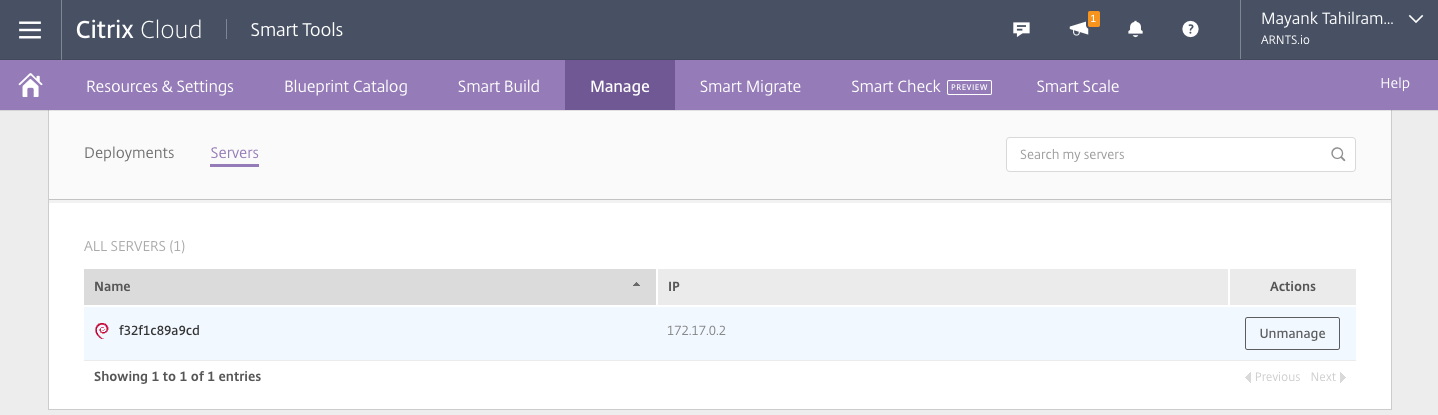 Citrix Cloud Smart Tools 1 ? Mayank Tahilram...
ARNTS.io
Resources & Settings Blueprint Catalog Smart Build Manage Smart Migrate Smart Check PREVIEW Smart Scale Help
Deployments Servers Search my servers
ALL SERVERS (1)
Name IP Actions
f32f1c89a9cd 172.17.0.2 Unmanage
Showing 1 to 1 of 1 entries Previous Next